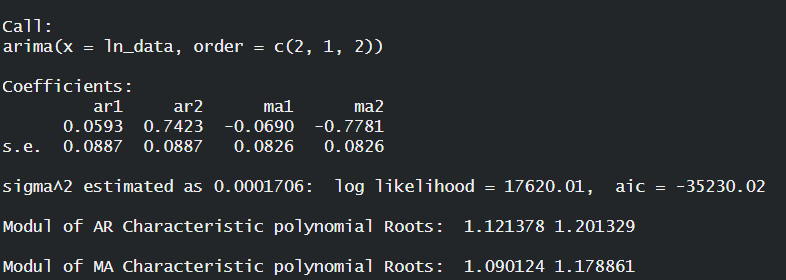 Call:
arima(x = ln_data, order = c(2, 1, 2))
Coefficients:
ar1 ar2 ma1 ma2
0.0593 0.7423 -0.0690 -0.7781
s.e. 0.0887 0.0887 0.0826 0.0826
sigma^2 estimated as 0.0001706: log likelihood = 17620.01, aic = -35230.02
Modul of AR Characteristic polynomial Roots: 1.121378 1.201329
Modul of MA Characteristic polynomial Roots: 1.090124 1.178861